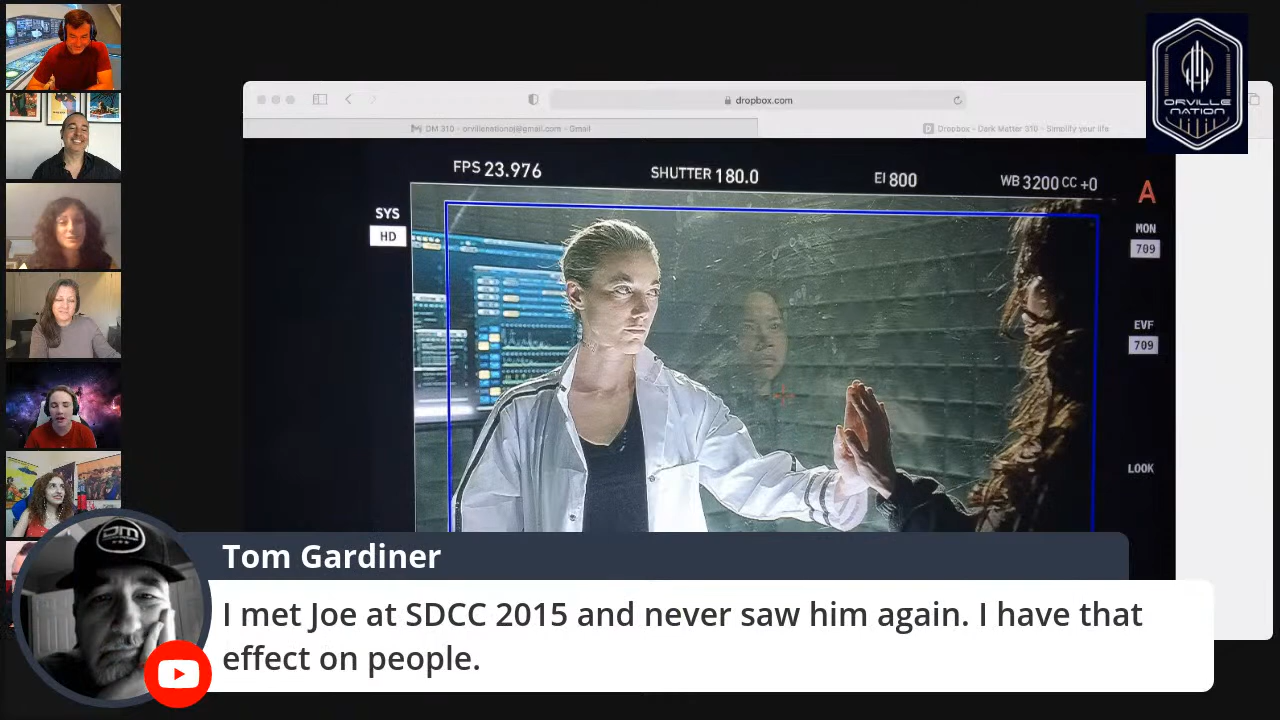 ORVILLE
NATION
dropbox.com
DM 310 - orvillenationoj@gmail.com - Gmail
Dropbox - Dark Matter 310 - Simplify your life
FPS 23.976
SHUTTER 180.0
EI 800
WB 3200 CC +0
A
SYS
HD
MON
709
EVF
709
LOOK
DM
Tom Gardiner
I met Joe at SDCC 2015 and never saw him again. I have that
effect on people.